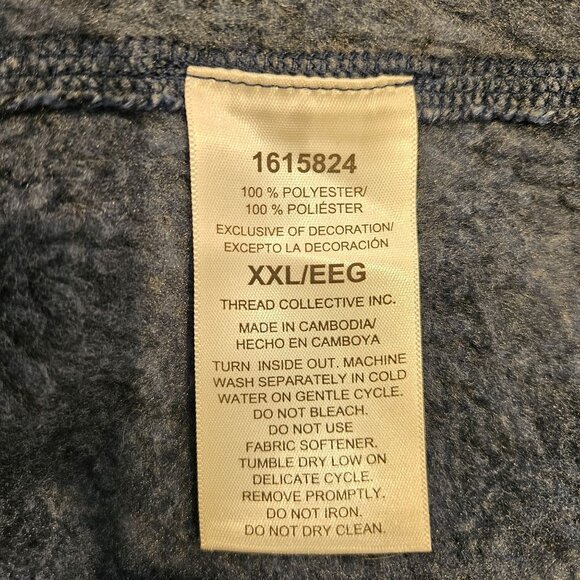 1615824
100 % POLYESTER/
100 % POLIÉSTER
EXCLUSIVE OF DECORATION/
EXCEPTO LA DECORACIÓN
XXL/EEG
THREAD COLLECTIVE INC.
MADE IN CAMBODIA/
HECHO EN CAMBOYA
TURN INSIDE OUT. MACHINE
WASH SEPARATELY IN COLD
WATER ON GENTLE CYCLE.
DO NOT BLEACH.
DO NOT USE
FABRIC SOFTENER.
TUMBLE DRY LOW ON
DELICATE CYCLE.
REMOVE PROMPTLY.
DO NOT IRON.
DO NOT DRY CLEAN.